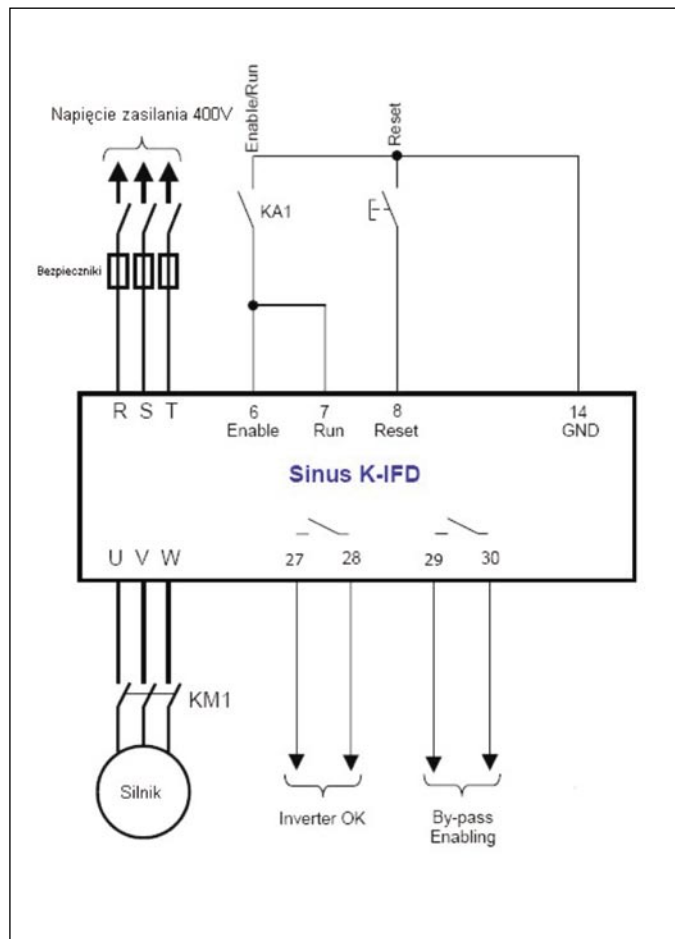 Enable/Run
Reset
Napięcie zasilania 400V
KA1
Bezpieczniki
R S T
6
7
8
14
Enable
Run
Reset
GND
Sinus K-IFD
U V W
27
28
29
30
KM1
Silnik
Inverter OK
By-pass
Enabling